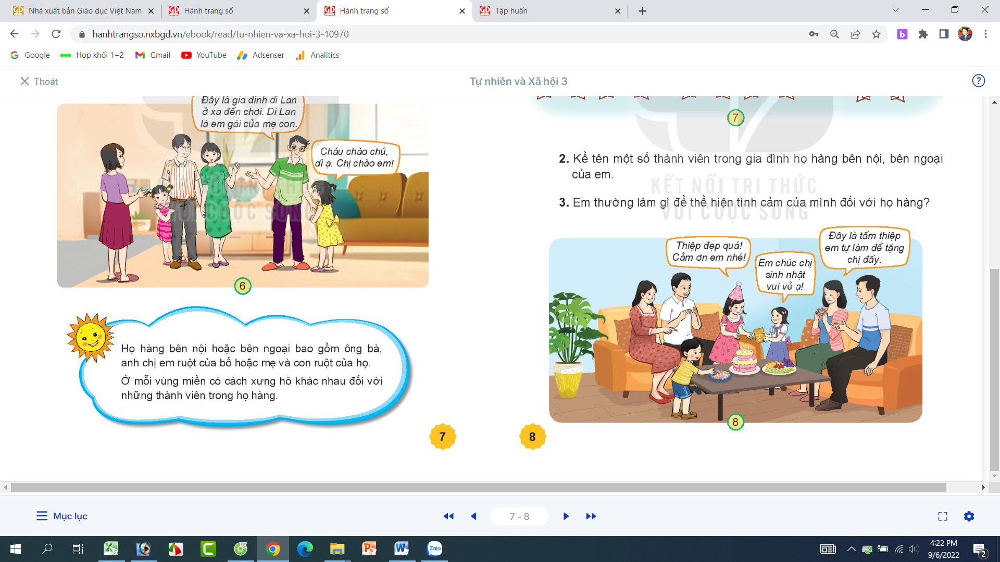 Nhà xuất bản Giáo dục Việt Nam
Hành trang số
Hành trang số
Tập huấn
hanhtrangso.nxbgd.vn/ebook/read/tu-nhien-va-xa-hoi-3-10970
Google
Họp khối 1+2
Gmail
YouTube
Adsenser
Analitics
Thoát
Tự nhiên và Xã hội 3
Đây là gia đình dì Lan
ở xa đến chơi. Dì Lan
là em gái của mẹ con.
Cháu chào chú,
dì ạ. Chị chào em!
6
Họ hàng bên nội hoặc bên ngoại bao gồm ông bà,
anh chị em ruột của bố hoặc mẹ và con ruột của họ.
Ở mỗi vùng miền có cách xưng hô khác nhau đối với
những thành viên trong họ hàng.
7
7
2. Kể tên một số thành viên trong gia đình họ hàng bên nội, bên ngoại
của em.
KẾT NỐI TRI THỨC
VỚI CUỘC SỐNG
3. Em thường làm gì để thể hiện tình cảm của mình đối với họ hàng?
Thiệp đẹp quá!
Cảm ơn em nhé!
Em chúc chị
sinh nhật
vui vẻ ạ!
Đây là tấm thiệp
em tự làm để tặng
chị đấy.
8
8
Mục lục
7 - 8
Zalo
4:22 PM
9/6/2022
2